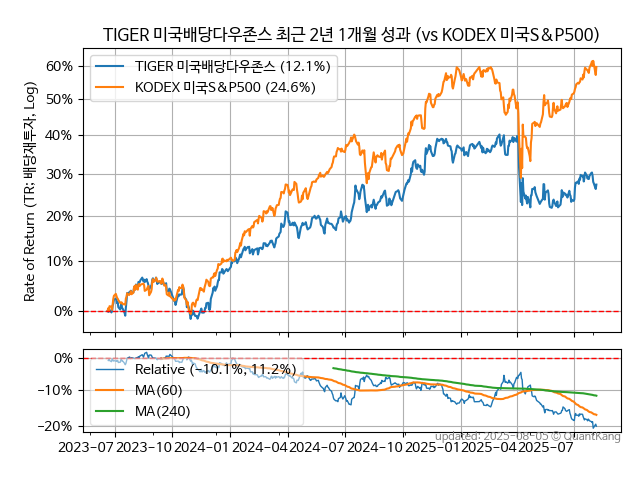 TIGER 미국배당다우존스 최근 2년 1개월 성과 (vs KODEX 미국S&P500)
Rate of Return (TR: 배당재투자, Log)
60%
50%
40%
30%
20%
10%
0%
TIGER 미국배당다우존스 (12.1%)
KODEX 미국S&P500 (24.6%)
0%
−10%
−20%
Relative (−10.1%, 11.2%)
MA(60)
MA(240)
updated: 2025-08-05 © QuantKang
2023-07 2023-10 2024-01 2024-04 2024-07 2024-10 2025-01 2025-04 2025-07